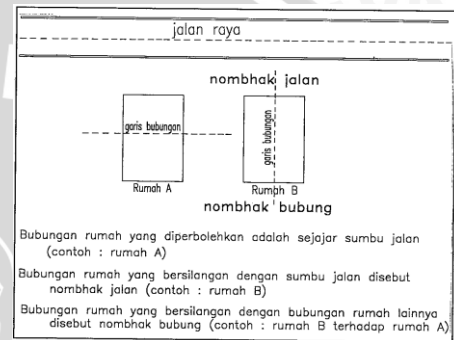 jalan raya
nombhak jalan
garis bubungan
garis bubungan
Rumah A
Rumah B
nombhak bubung
Bubungan rumah yang diperbolehkan adalah sejajar sumbu jalan
(contoh : rumah A)
Bubungan rumah yang bersilangan dengan sumbu jalan disebut
nombhak jalan (contoh : rumah B)
Bubungan rumah yang bersilangan dengan bubungan rumah lainnya
disebut nombhak bubung (contoh : rumah B terhadap rumah A)